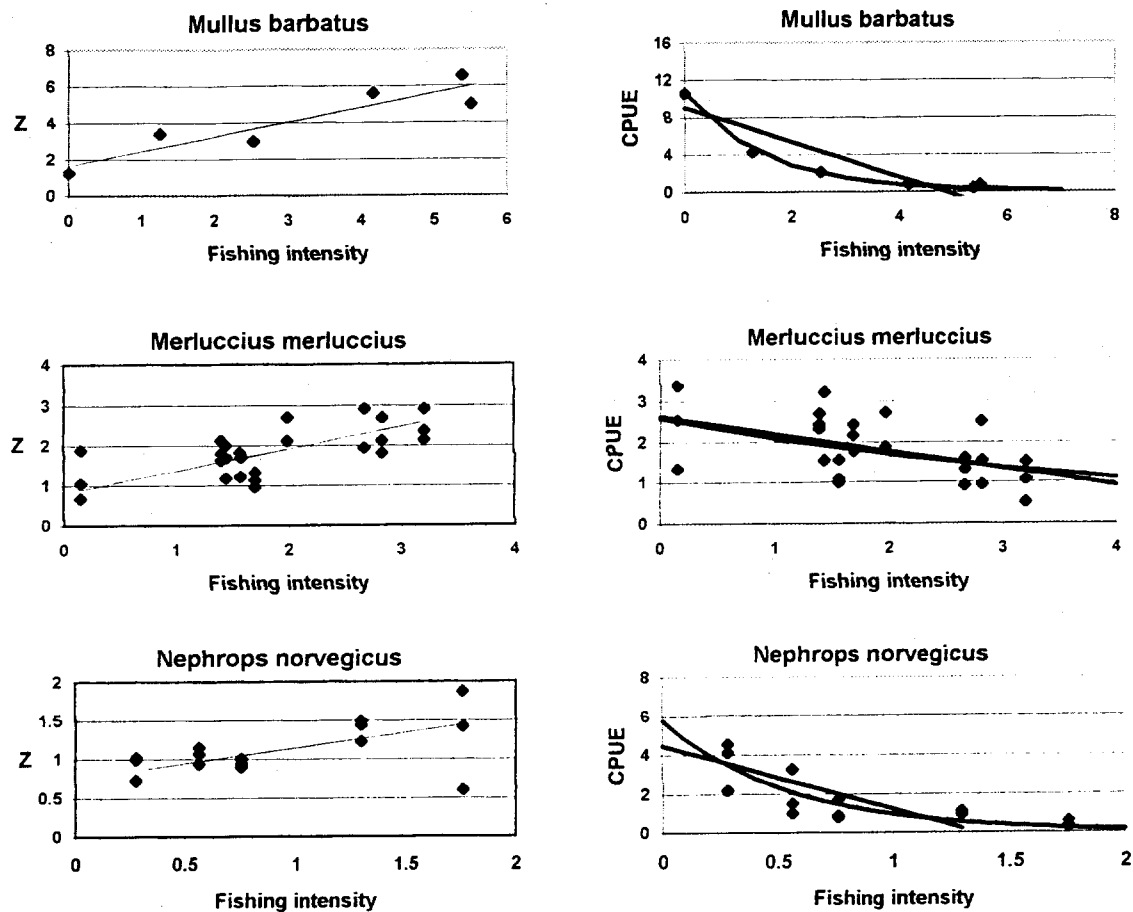 Mullus barbatus
8
6
4
2
0
Z
0 1 2 3 4 5 6
Fishing intensity
Mullus barbatus
16
12
8
4
0
CPUE
0 2 4 6 8
Fishing intensity
Merluccius merluccius
4
3
2
1
0
Z
0 1 2 3 4
Fishing intensity
Merluccius merluccius
4
3
2
1
0
CPUE
0 1 2 3 4
Fishing intensity
Nephrops norvegicus
2
1.5
1
0.5
0
Z
0 0.5 1 1.5 2
Fishing intensity
Nephrops norvegicus
8
6
4
2
0
CPUE
0 0.5 1 1.5 2
Fishing intensity